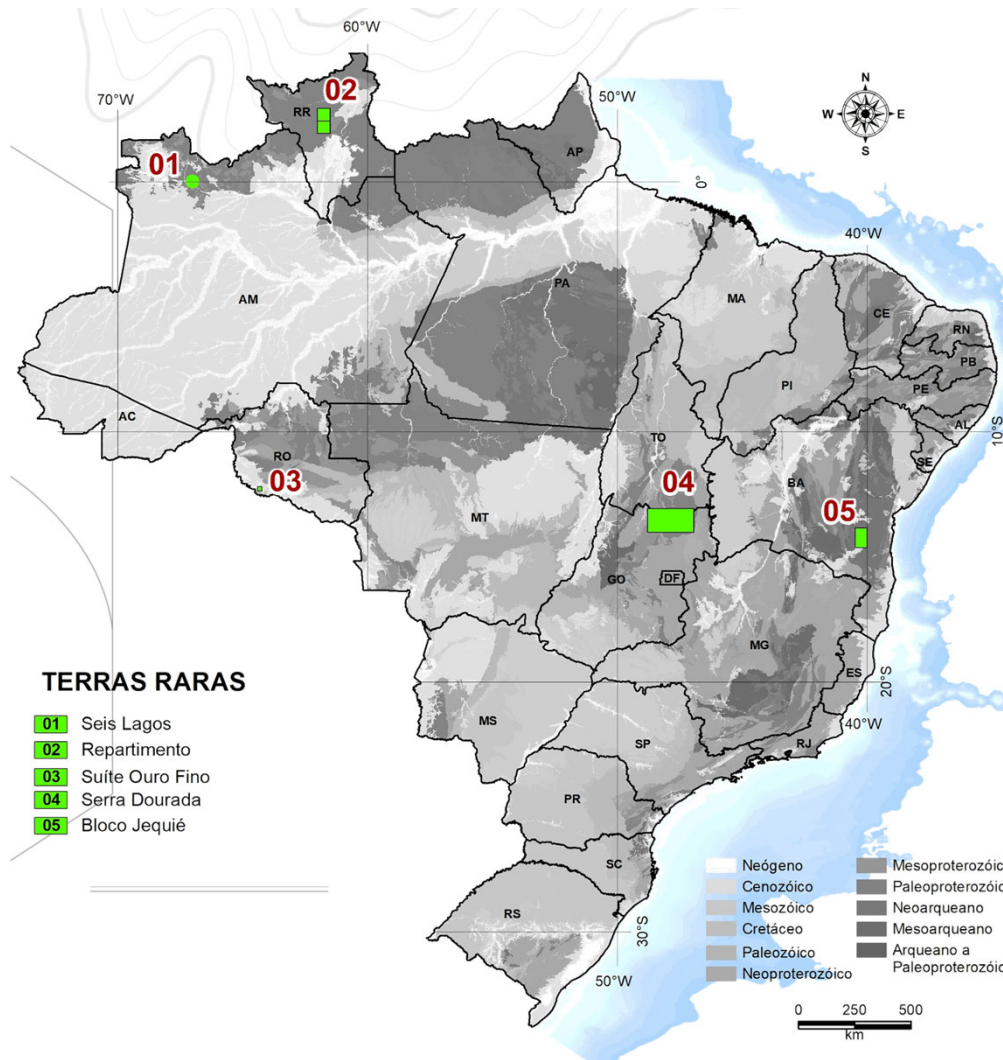 60°W
N
70°W
02
50°W
W
E
RR
S
01
AP
0°
40°W
AM
PA
MA
CE
RN
PB
PI
PE
AC
AL
10°S
TO
SE
RO
04
BA
03
05
MT
GO
DF
MG
ES
20°S
TERRAS RARAS
40°W
01 Seis Lagos
MS
SP
RJ
02 Repartimento
03 Suíte Ouro Fino
04 Serra Dourada
PR
05 Bloco Jequié
SC
RS
30°S
50°W
Neógeno
Cenozóico
Mesozóico
Cretáceo
Paleozóico
Neoproterozóico
Mesoproterozóic
Paleoproterozóic
Neoarqueano
Mesoarqueano
Arqueano a
Paleoproterozóic
0 250 500
km